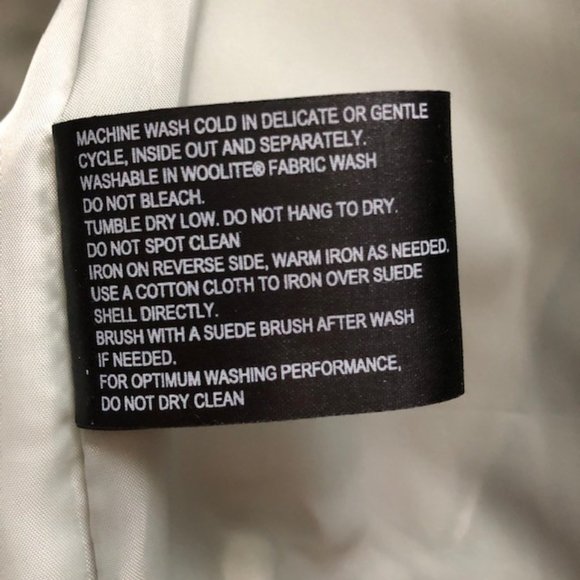 MACHINE WASH COLD IN DELICATE OR GENTLE
CYCLE, INSIDE OUT AND SEPARATELY.
WASHABLE IN WOOLITE® FABRIC WASH
DO NOT BLEACH.
TUMBLE DRY LOW. DO NOT HANG TO DRY.
DO NOT SPOT CLEAN
IRON ON REVERSE SIDE, WARM IRON AS NEEDED.
USE A COTTON CLOTH TO IRON OVER SUEDE
SHELL DIRECTLY.
BRUSH WITH A SUEDE BRUSH AFTER WASH
IF NEEDED.
FOR OPTIMUM WASHING PERFORMANCE,
DO NOT DRY CLEAN